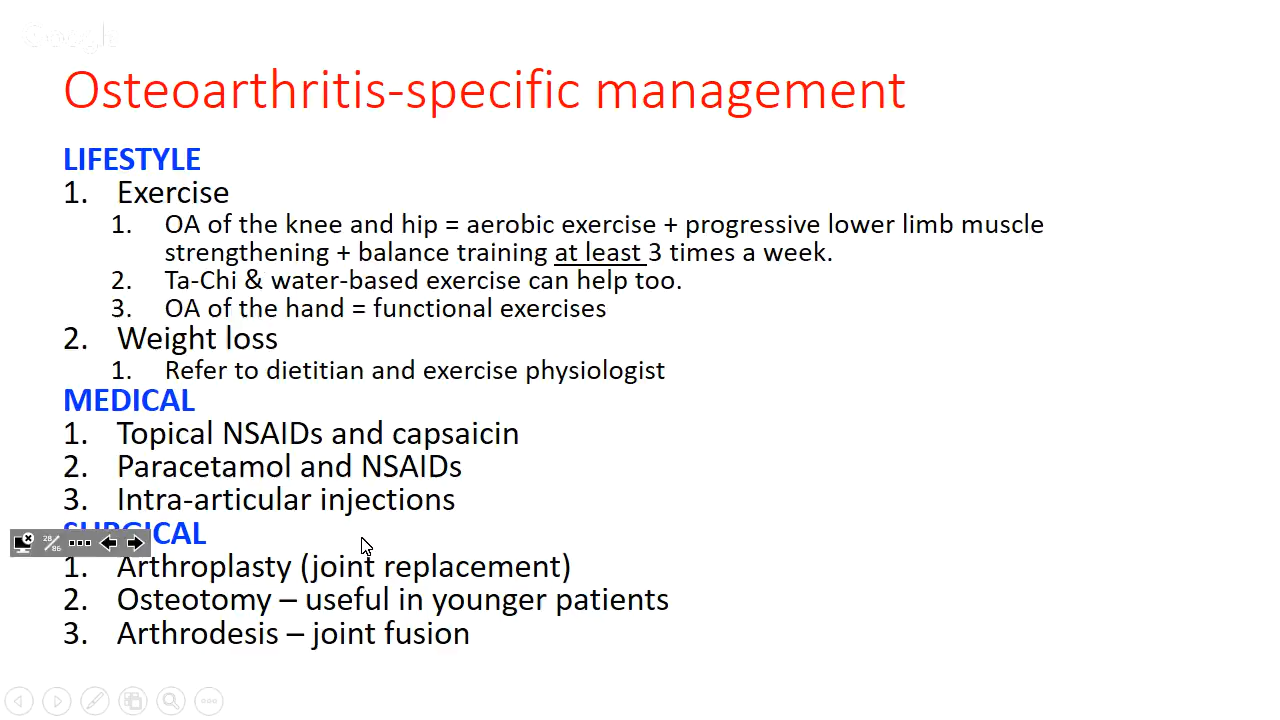 Google
Osteoarthritis-specific management
LIFESTYLE
1. Exercise
1. OA of the knee and hip = aerobic exercise + progressive lower limb muscle
strengthening + balance training at least 3 times a week.
2. Ta-Chi & water-based exercise can help too.
3. OA of the hand = functional exercises
2. Weight loss
1. Refer to dietitian and exercise physiologist
MEDICAL
1. Topical NSAIDs and capsaicin
2. Paracetamol and NSAIDs
3. Intra-articular injections
SURGICAL
28/86
1. Arthroplasty (joint replacement)
2. Osteotomy – useful in younger patients
3. Arthrodesis – joint fusion